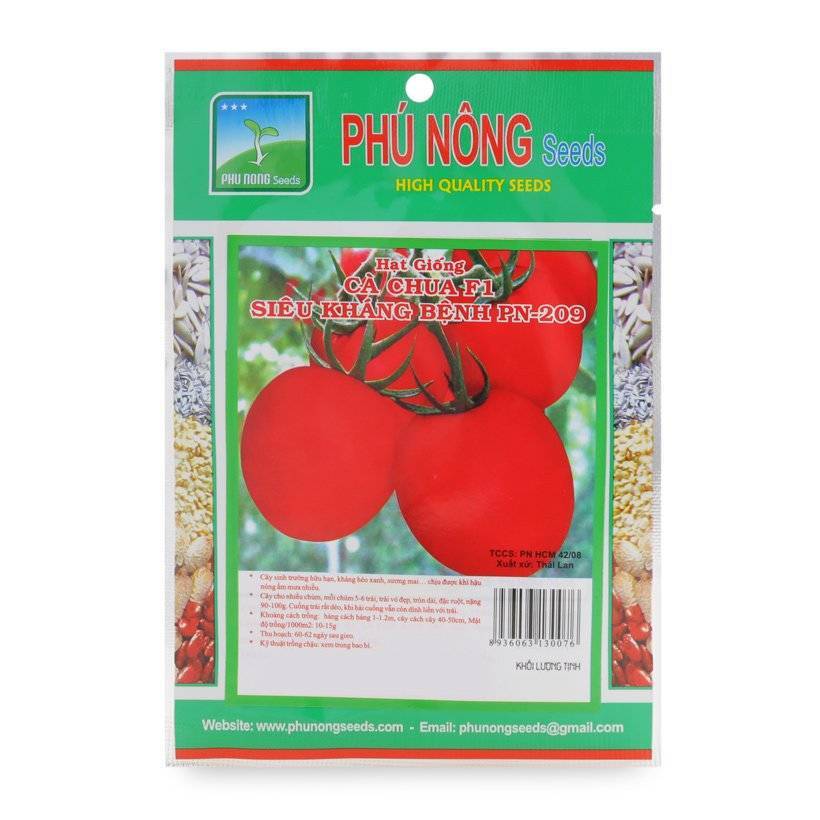 PHU NONG Seeds
PHÚ NÔNG Seeds
HIGH QUALITY SEEDS
Hạt Giống
CÀ CHUA F1
SIÊU KHÁNG BỆNH PN-209
TCCS: PN HCM 42/08
Xuất xứ: Thái Lan
* Cây sinh trưởng hữu hạn, kháng héo xanh, sương mai... chịu được khí hậu
nóng ẩm mưa nhiều.
* Cây cho nhiều chùm, mỗi chùm 5-6 trái, trái vỏ đẹp, tròn dài, đặc ruột, nặng
90-100g. Cuống trái rất dẻo, khi hái cuống vẫn còn dính liền với trái.
* Khoảng cách trồng: hàng cách hàng 1-1.2m, cây cách cây 40-50cm, Mật
độ trồng/1000m2: 10-15g
* Thu hoạch: 60-62 ngày sau gieo.
* Kỹ thuật trồng chậu: xem trong bao bì.
8 936063 130076
KHỐI LƯỢNG TỊNH
Website: www.phunongseeds.com - Email: phunongseeds@gmail.com